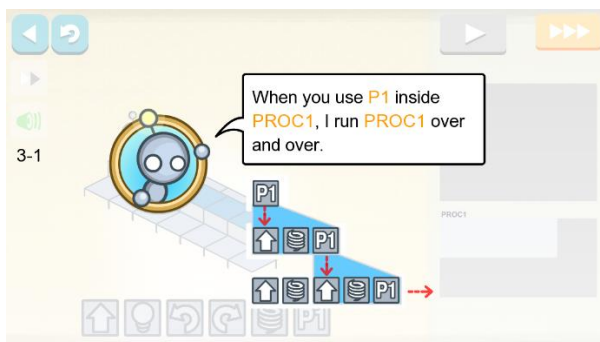 When you use P1 inside
PROC1, I run PROC1 over
and over.
3-1
P1
P1
PROC1
P1
P1